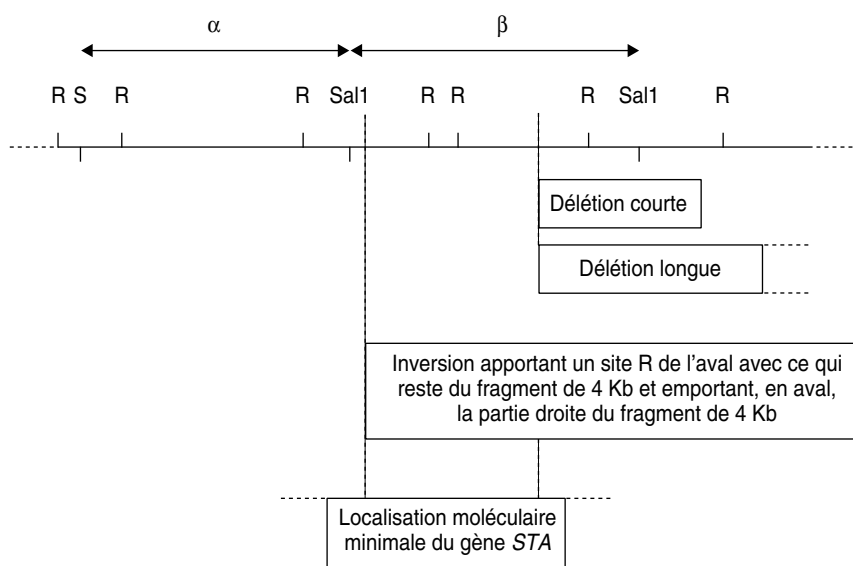 α β
R S R R Sal1 R R R Sal1 R
Délétion courte
Délétion longue
Inversion apportant un site R de l'aval avec ce qui
reste du fragment de 4 Kb et emportant, en aval,
la partie droite du fragment de 4 Kb
Localisation moléculaire
minimale du gène STA